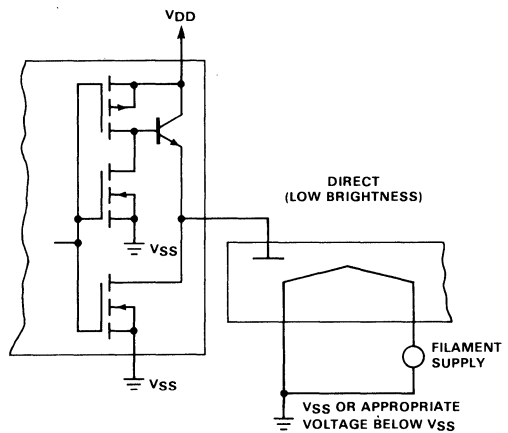 VDD
DIRECT
(LOW BRIGHTNESS)
VSS
FILAMENT
SUPPLY
VSS
VSS OR APPROPRIATE
VOLTAGE BELOW VSS